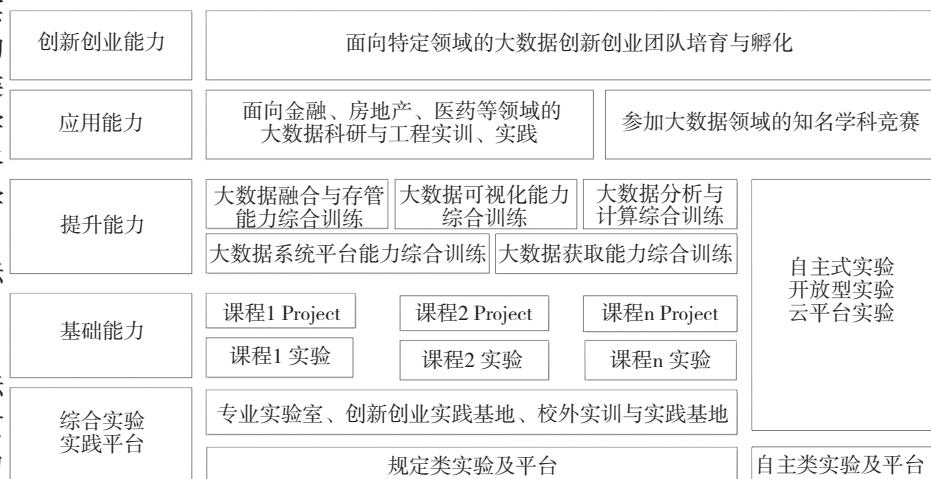 创新创业能力
面向特定领域的大数据创新创业团队培育与孵化
应用能力
面向金融、房地产、医药等领域的
大数据科研与工程实训、实践
参加大数据领域的知名学科竞赛
提升能力
大数据融合与存管
能力综合训练
大数据可视化能力
综合训练
大数据分析与
计算综合训练
大数据系统平台能力综合训练
大数据获取能力综合训练
自主式实验
开放型实验
云平台实验
基础能力
课程1 Project
课程2 Project
课程n Project
课程1 实验
课程2 实验
课程n 实验
综合实验
实践平台
专业实验室、创新创业实践基地、校外实训与实践基地
规定类实验及平台
自主类实验及平台